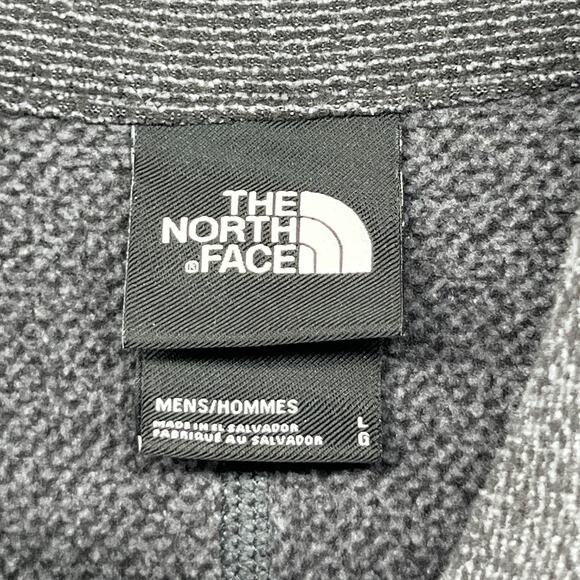 THE
NORTH
® FACE
MENS/HOMMES
MADE IN EL SALVADOR
FABRIQUÉ AU SALVADOR
L
G